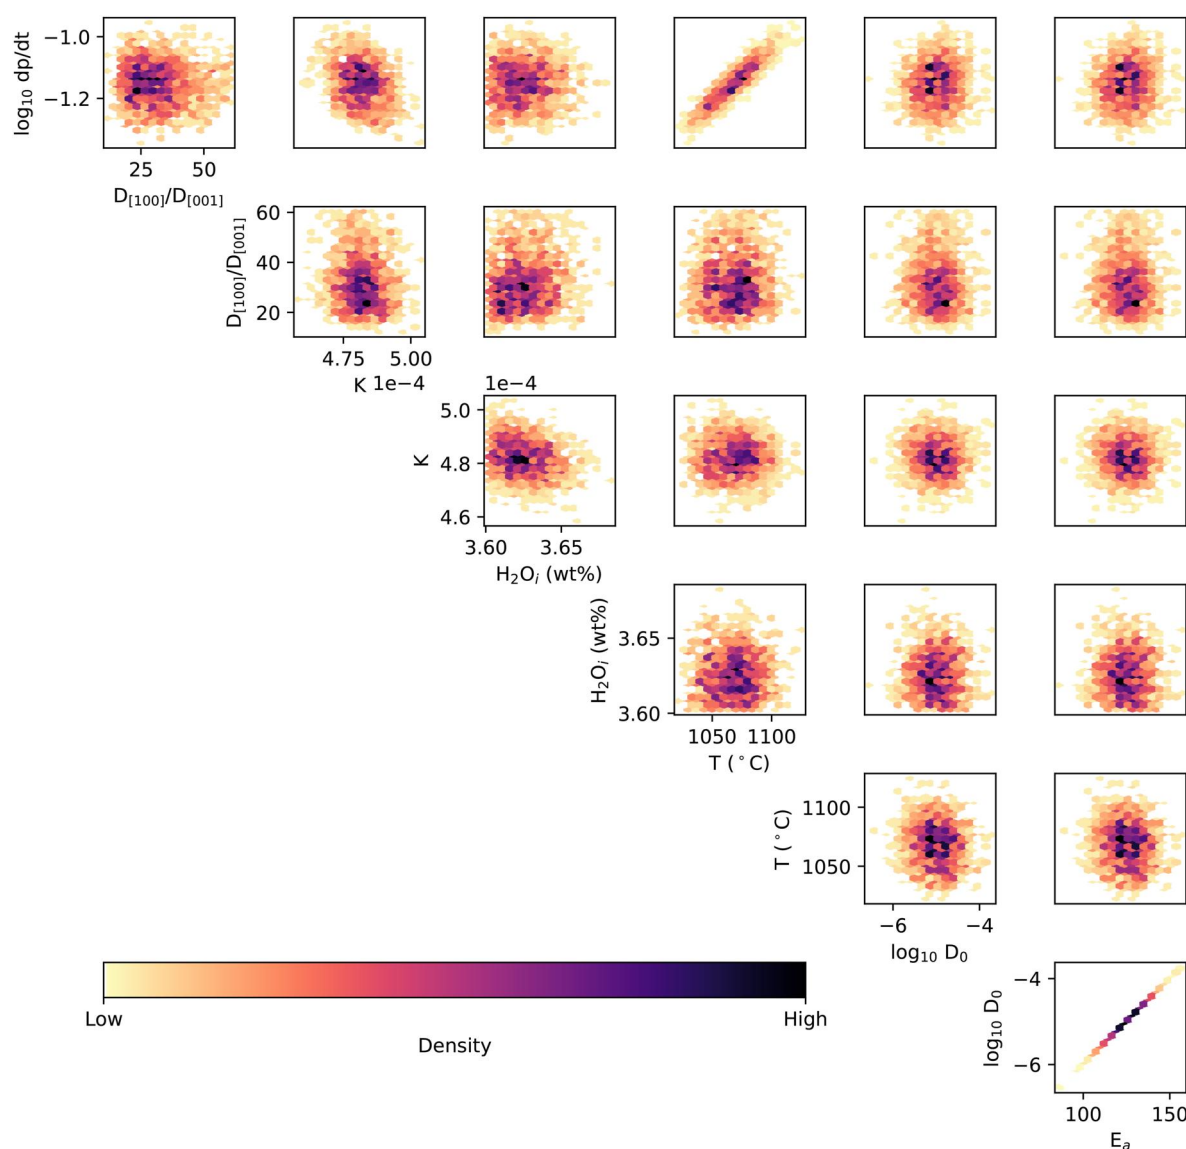 −1.0
log₁₀ dp/dt
−1.2
25 50
D[100]/D[001]
60
D[100]/D[001]
40
20
4.75 5.00
K 1e−4
1e−4
5.0
K
4.8
4.6
3.60 3.65
H₂Oᵢ (wt%)
H₂Oᵢ (wt%)
3.65
3.60
1050 1100
T (°C)
1100
T (°C)
1050
−6 −4
log₁₀ D₀
Low High
Density
−4
log₁₀ D₀
−6
100 150
Eₐ